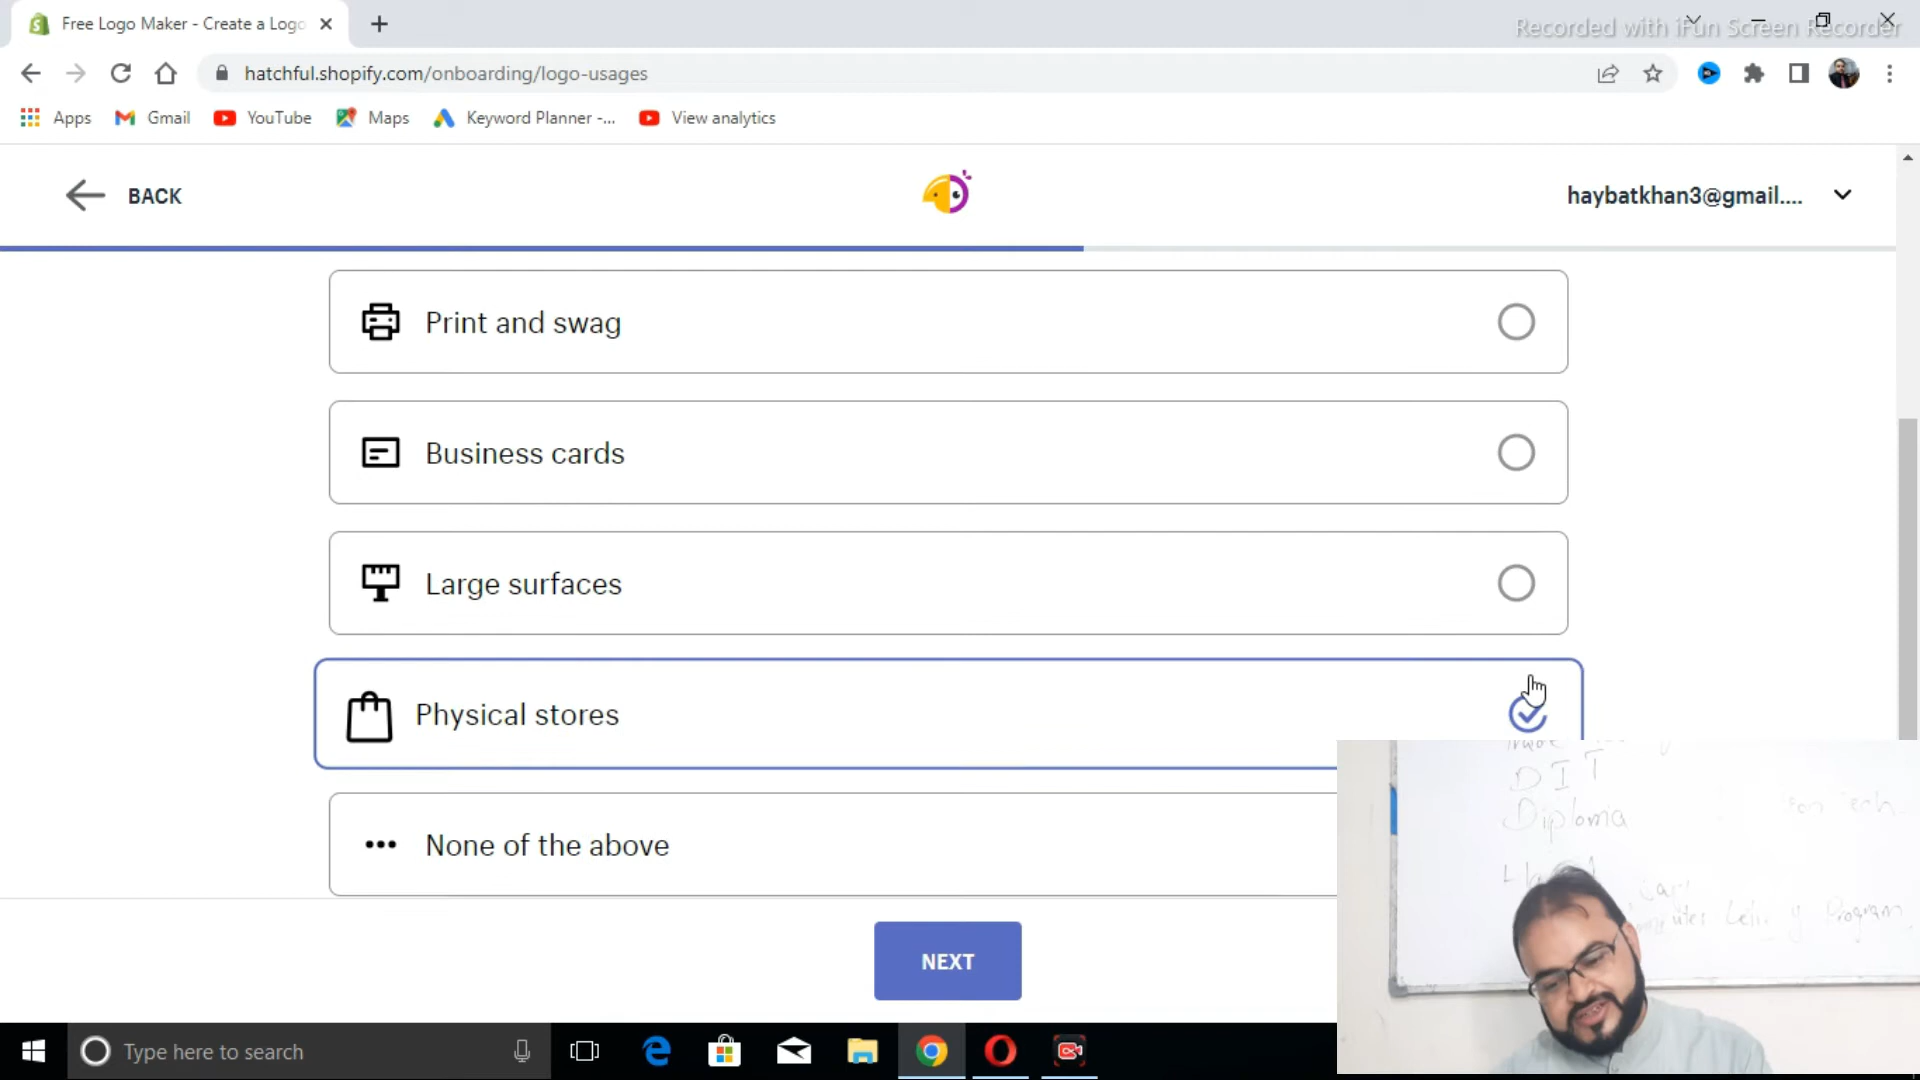 Free Logo Maker - Create a Logo
Recorded with iFun Screen Recorder
hatchful.shopify.com/onboarding/logo-usages
Apps
Gmail
YouTube
Maps
Keyword Planner -...
View analytics
BACK
haybatkhan3@gmail....
Print and swag
Business cards
Large surfaces
Physical stores
None of the above
NEXT
DIT
Diploma
Program
Type here to search